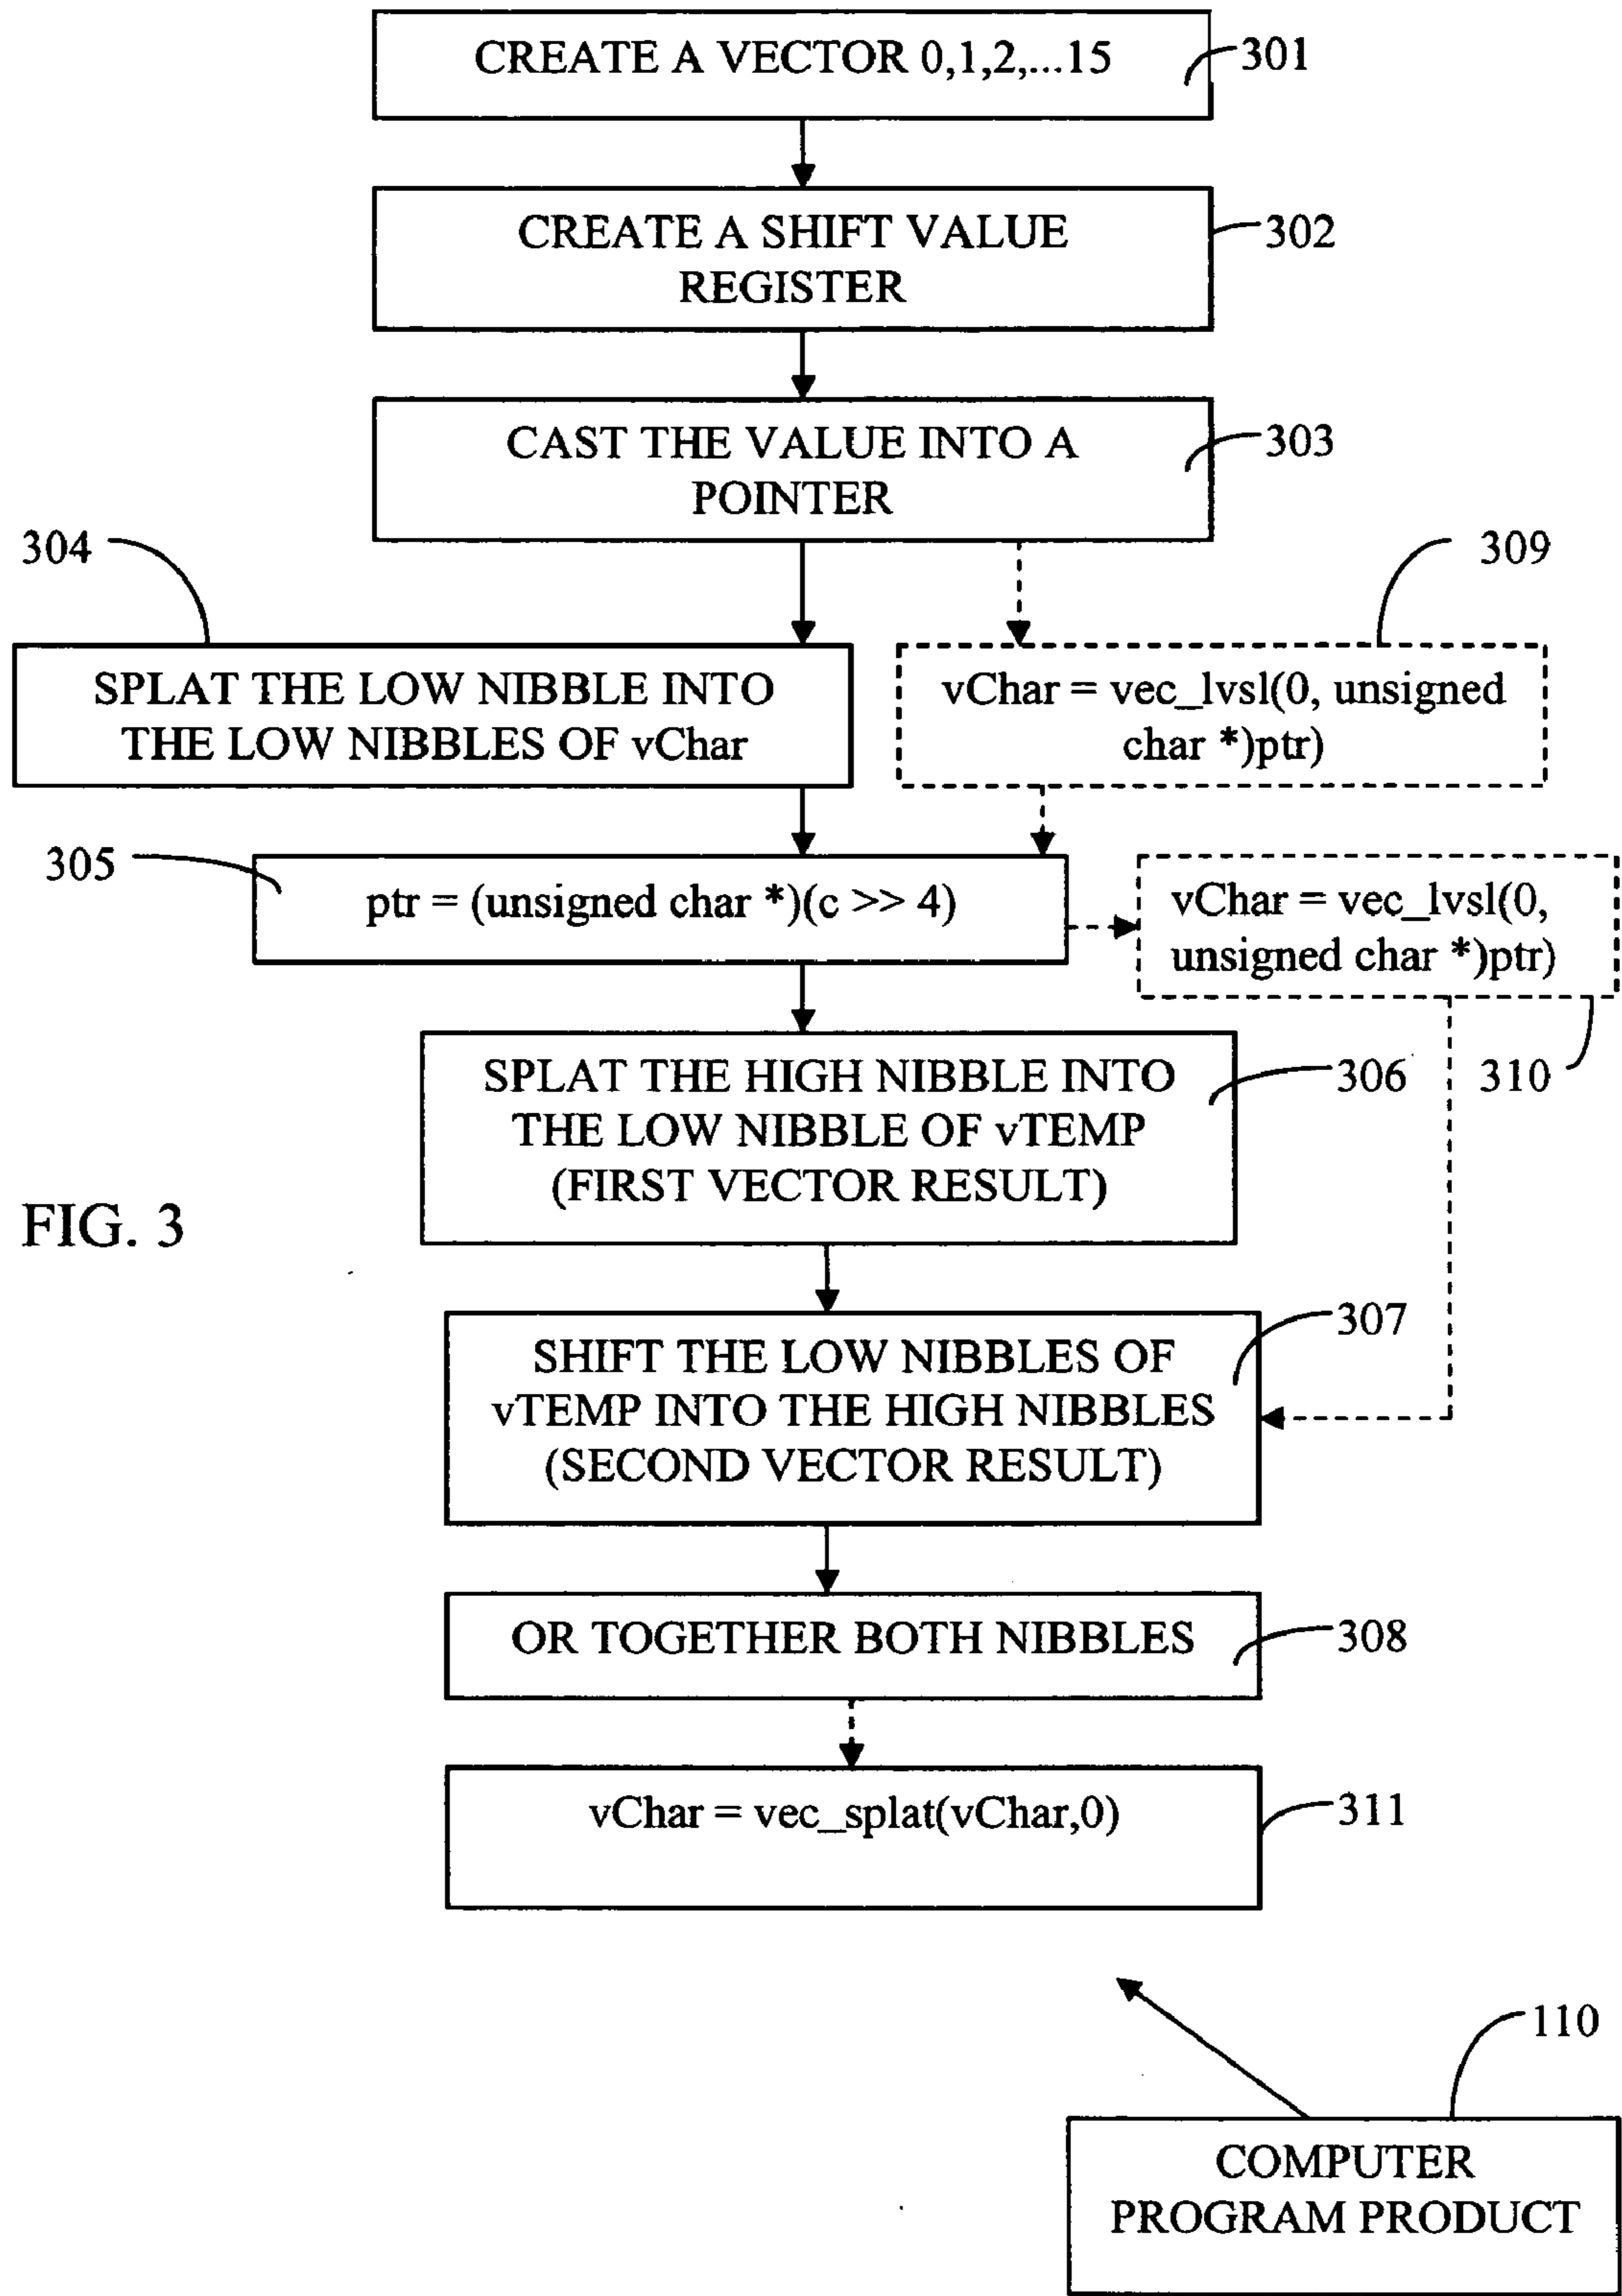 CREATE A VECTOR 0,1,2,...15
301
CREATE A SHIFT VALUE
REGISTER
302
CAST THE VALUE INTO A
POINTER
303
304
309
SPLAT THE LOW NIBBLE INTO
THE LOW NIBBLES OF vChar
vChar = vec_lvsl(0, unsigned
char *)ptr)
305
ptr = (unsigned char *)(c >> 4)
vChar = vec_lvsl(0,
unsigned char *)ptr)
310
SPLAT THE HIGH NIBBLE INTO
THE LOW NIBBLE OF vTEMP
(FIRST VECTOR RESULT)
306
FIG. 3
SHIFT THE LOW NIBBLES OF
vTEMP INTO THE HIGH NIBBLES
(SECOND VECTOR RESULT)
307
OR TOGETHER BOTH NIBBLES
308
vChar = vec_splat(vChar,0)
311
110
COMPUTER
PROGRAM PRODUCT